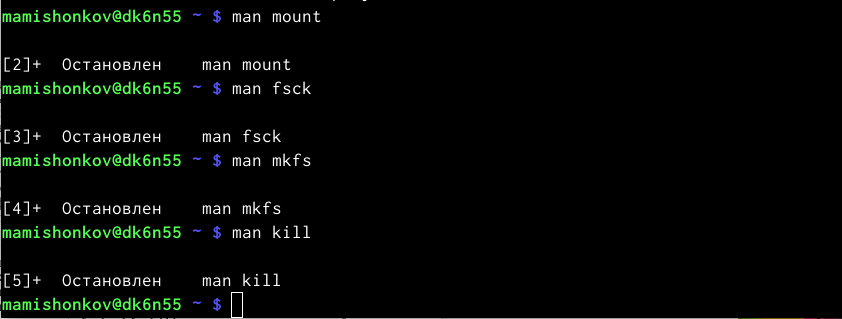 mamishonkov@dk6n55 ~ $ man mount
[2]+  Остановлен    man mount
mamishonkov@dk6n55 ~ $ man fsck
[3]+  Остановлен    man fsck
mamishonkov@dk6n55 ~ $ man mkfs
[4]+  Остановлен    man mkfs
mamishonkov@dk6n55 ~ $ man kill
[5]+  Остановлен    man kill
mamishonkov@dk6n55 ~ $